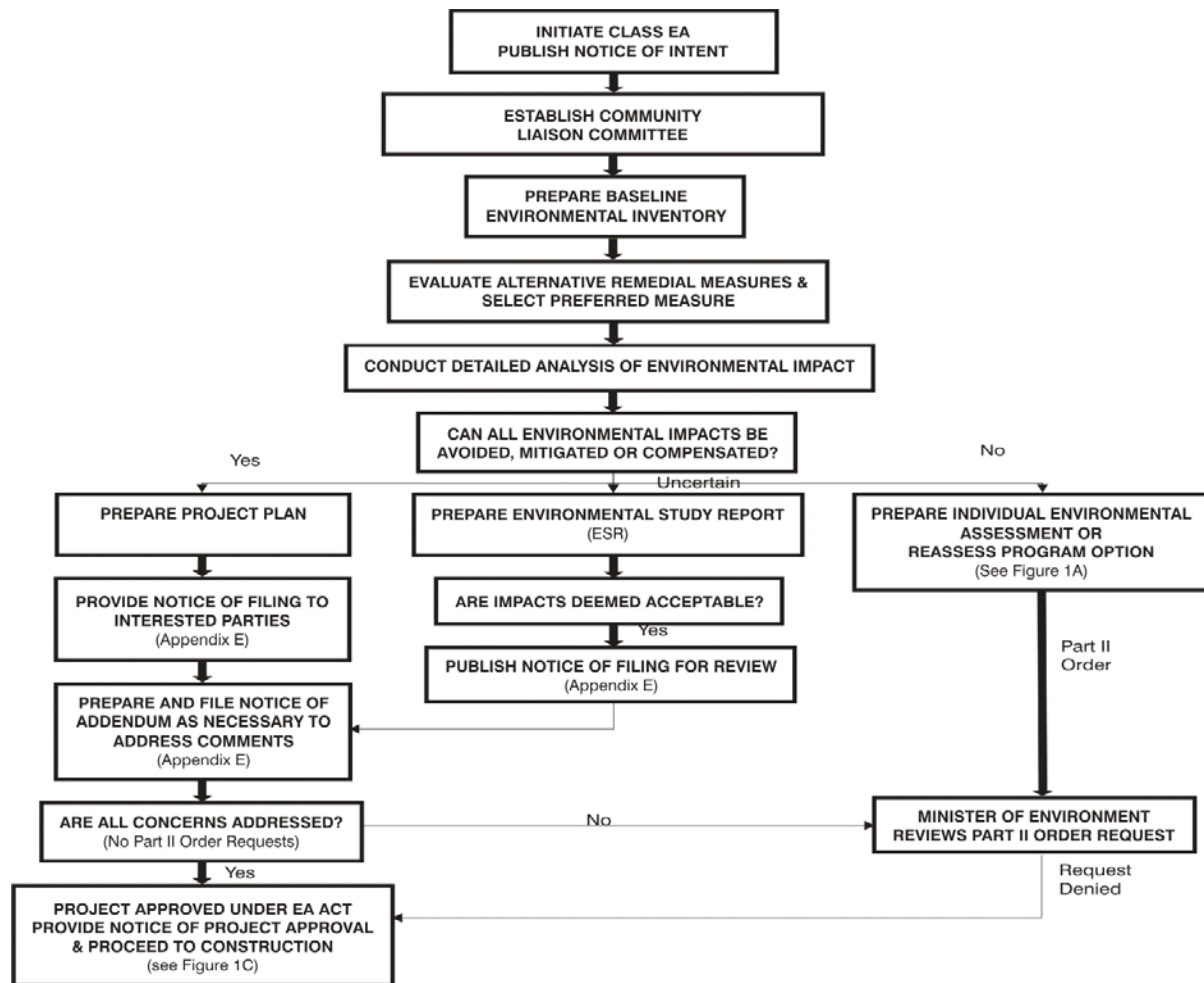 INITIATE CLASS EA
PUBLISH NOTICE OF INTENT
ESTABLISH COMMUNITY
LIAISON COMMITTEE
PREPARE BASELINE
ENVIRONMENTAL INVENTORY
EVALUATE ALTERNATIVE REMEDIAL MEASURES &
SELECT PREFERRED MEASURE
CONDUCT DETAILED ANALYSIS OF ENVIRONMENTAL IMPACT
CAN ALL ENVIRONMENTAL IMPACTS BE
AVOIDED, MITIGATED OR COMPENSATED?
Yes
Uncertain
No
PREPARE PROJECT PLAN
PROVIDE NOTICE OF FILING TO
INTERESTED PARTIES
(Appendix E)
PREPARE AND FILE NOTICE OF
ADDENDUM AS NECESSARY TO
ADDRESS COMMENTS
(Appendix E)
PREPARE ENVIRONMENTAL STUDY REPORT
(ESR)
ARE IMPACTS DEEMED ACCEPTABLE?
Yes
PUBLISH NOTICE OF FILING FOR REVIEW
(Appendix E)
PREPARE INDIVIDUAL ENVIRONMENTAL
ASSESSMENT OR
REASSESS PROGRAM OPTION
(See Figure 1A)
Part II
Order
ARE ALL CONCERNS ADDRESSED?
(No Part II Order Requests)
No
MINISTER OF ENVIRONMENT
REVIEWS PART II ORDER REQUEST
Yes
Request
Denied
PROJECT APPROVED UNDER EA ACT
PROVIDE NOTICE OF PROJECT APPROVAL
& PROCEED TO CONSTRUCTION
(see Figure 1C)